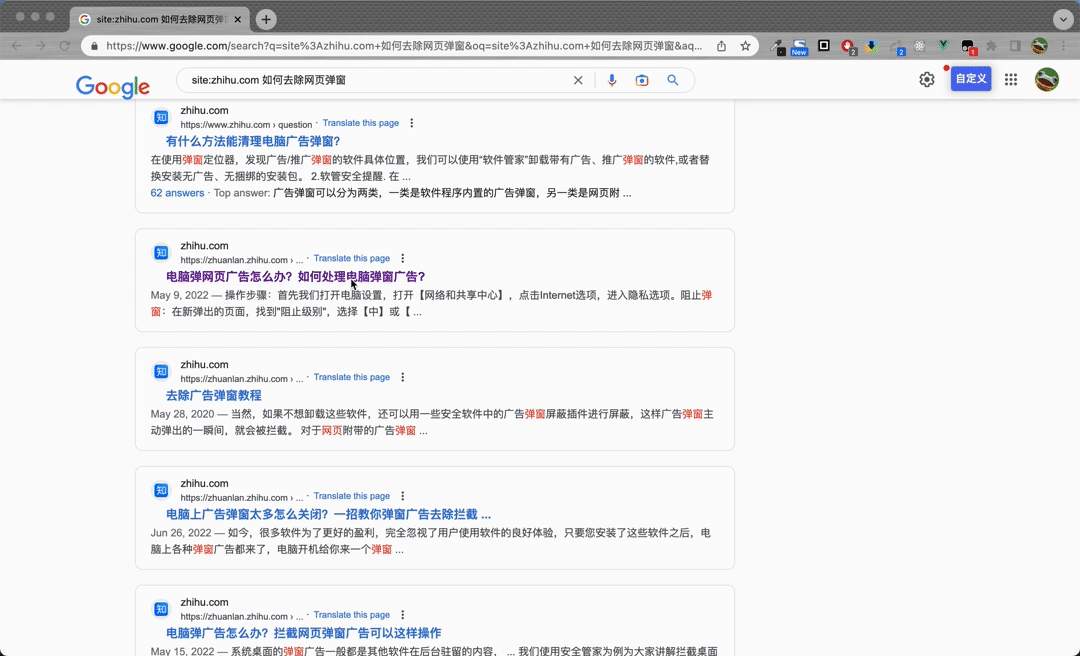 site:zhihu.com 如何去除网页弹
https://www.google.com/search?q=site%3Azhihu.com+如何去除网页弹窗&oq=site%3Azhihu.com+如何去除网页弹窗&aq...
New
2
2
1
Google
site:zhihu.com 如何去除网页弹窗
自定义
知
zhihu.com
https://www.zhihu.com › question · Translate this page
有什么方法能清理电脑广告弹窗?
在使用弹窗定位器，发现广告/推广弹窗的软件具体位置，我们可以使用“软件管家”卸载带有广告、推广弹窗的软件,或者替
换安装无广告、无捆绑的安装包。 2.软管安全提醒. 在 ...
62 answers · Top answer: 广告弹窗可以分为两类，一类是软件程序内置的广告弹窗，另一类是网页附 ...
知
zhihu.com
https://zhuanlan.zhihu.com › ... · Translate this page
电脑弹网页广告怎么办？如何处理电脑弹窗广告?
May 9, 2022 — 操作步骤：首先我们打开电脑设置，打开【网络和共享中心】，点击Internet选项，进入隐私选项。阻止弹
窗：在新弹出的页面，找到"阻止级别"，选择【中】或【 ...
知
zhihu.com
https://zhuanlan.zhihu.com › ... · Translate this page
去除广告弹窗教程
May 28, 2020 — 当然，如果不想卸载这些软件，还可以用一些安全软件中的广告弹窗屏蔽插件进行屏蔽，这样广告弹窗主
动弹出的一瞬间，就会被拦截。 对于网页附带的广告弹窗 ...
知
zhihu.com
https://zhuanlan.zhihu.com › ... · Translate this page
电脑上广告弹窗太多怎么关闭？一招教你弹窗广告去除拦截 ...
Jun 26, 2022 — 如今，很多软件为了更好的盈利，完全忽视了用户使用软件的良好体验，只要您安装了这些软件之后，电
脑上各种弹窗广告都来了，电脑开机给你来一个弹窗 ...
知
zhihu.com
https://zhuanlan.zhihu.com › ... · Translate this page
电脑弹广告怎么办？拦截网页弹窗广告可以这样操作
May 15, 2022 — 系统桌面的弹窗广告一般都是其他软件在后台驻留的内容， ... 我们使用安全管家为例为大家讲解拦截桌面